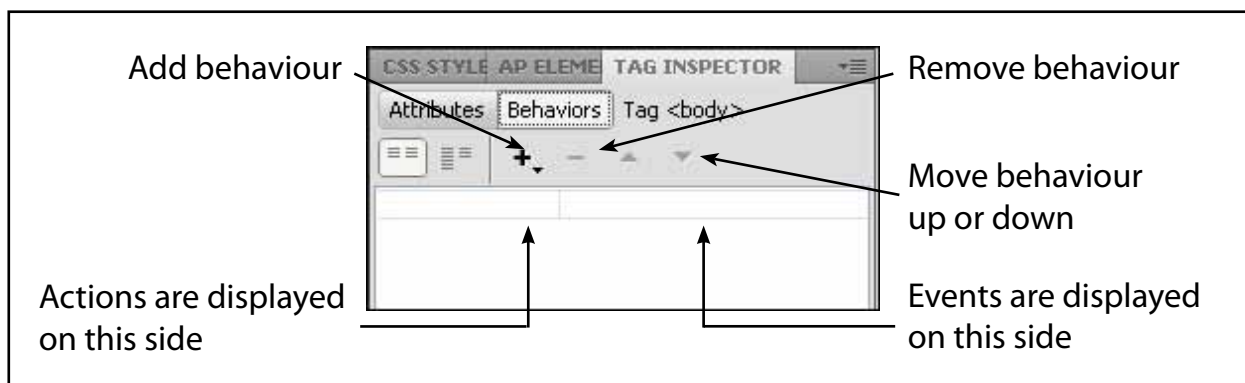 Add behaviour
CSS STYLE AP ELEME TAG INSPECTOR
Remove behaviour
Attributes Behaviors Tag <body>
Move behaviour
up or down
Actions are displayed
on this side
Events are displayed
on this side